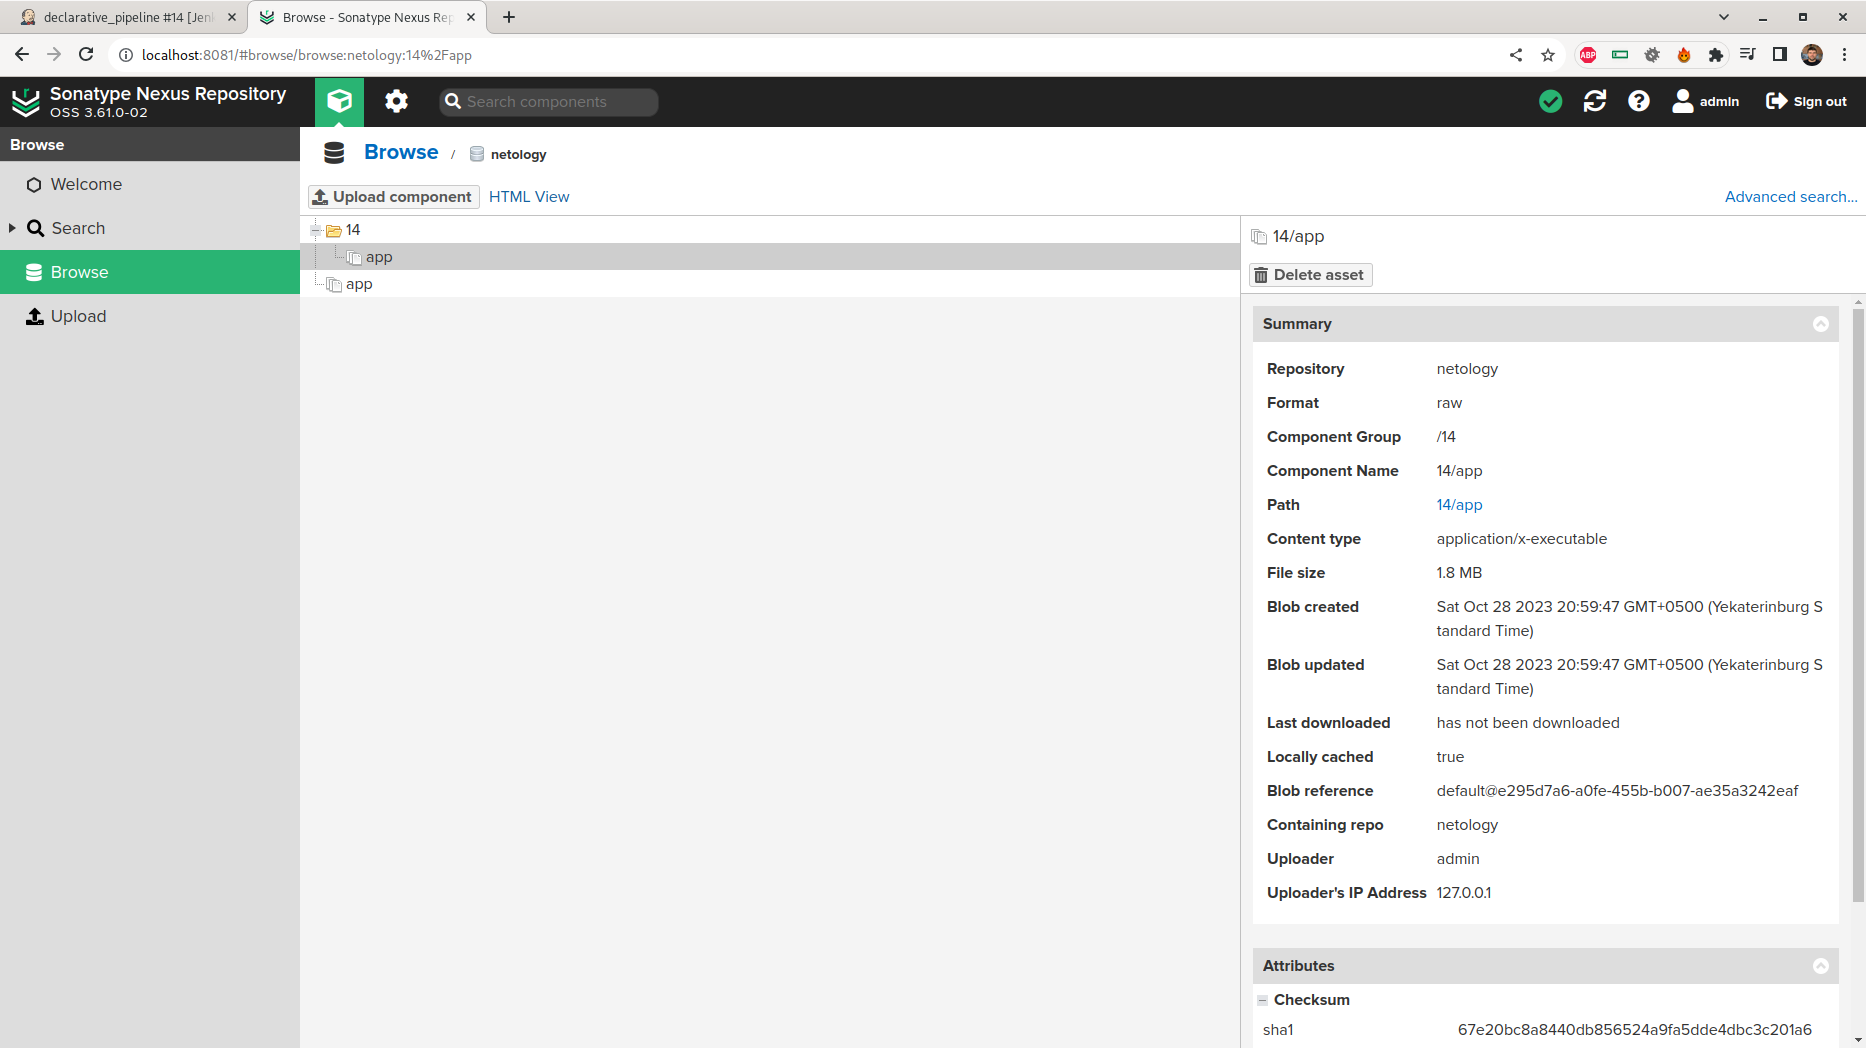 declarative_pipeline #14 [Jen
Browse - Sonatype Nexus Rep
localhost:8081/#browse/browse:netology:14%2Fapp
ABP
Sonatype Nexus Repository
OSS 3.61.0-02
Search components
admin
Sign out
Browse
Welcome
Search
Browse
Upload
Browse / netology
Upload component
HTML View
Advanced search...
14
app
app
14/app
Delete asset
Summary
Repository netology
Format raw
Component Group /14
Component Name 14/app
Path 14/app
Content type application/x-executable
File size 1.8 MB
Blob created Sat Oct 28 2023 20:59:47 GMT+0500 (Yekaterinburg S
tandard Time)
Blob updated Sat Oct 28 2023 20:59:47 GMT+0500 (Yekaterinburg S
tandard Time)
Last downloaded has not been downloaded
Locally cached true
Blob reference default@e295d7a6-a0fe-455b-b007-ae35a3242eaf
Containing repo netology
Uploader admin
Uploader's IP Address 127.0.0.1
Attributes
Checksum
sha1 67e20bc8a8440db856524a9fa5dde4dbc3c201a6